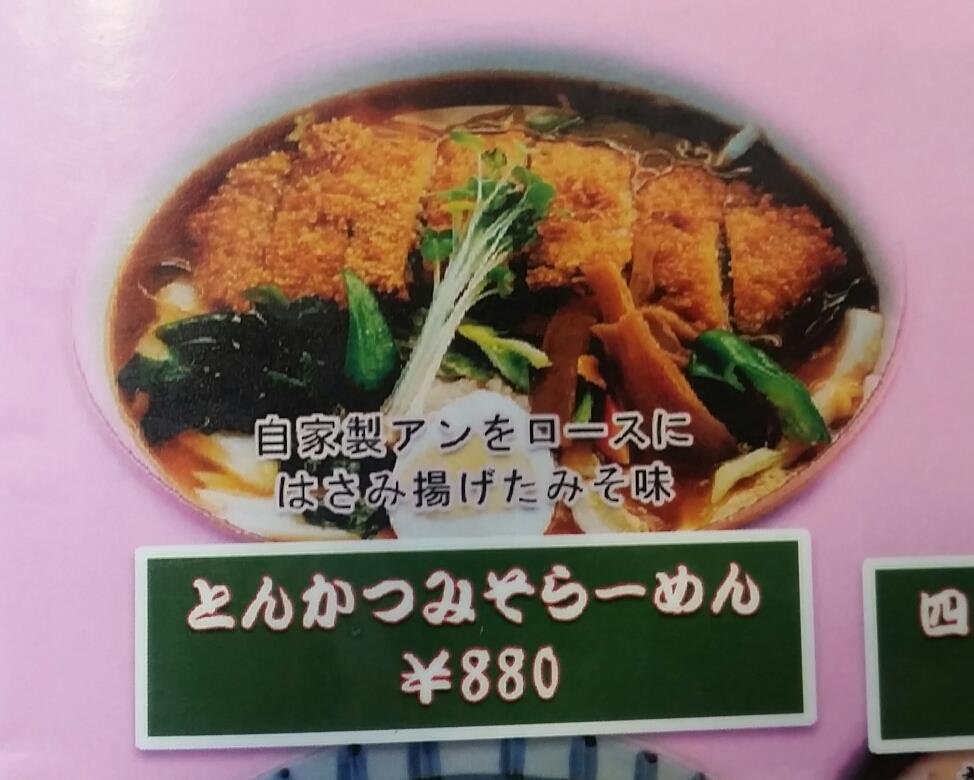 自家製アンをロースに
はさみ揚げたみそ味
とんかつみそらーめん
¥880
四